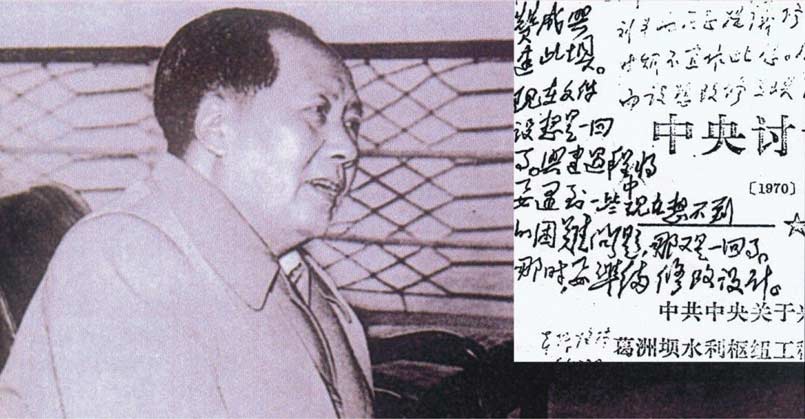 赞成兴
建此坝。
现在文件
设想是一回
事。兴建过程中将
要遇到一些现在想不到
的困难问题,那又是一回事。
那时,要准备修改设计。
中央讨
〔1970〕
中共中央关于
葛洲坝水利枢纽工